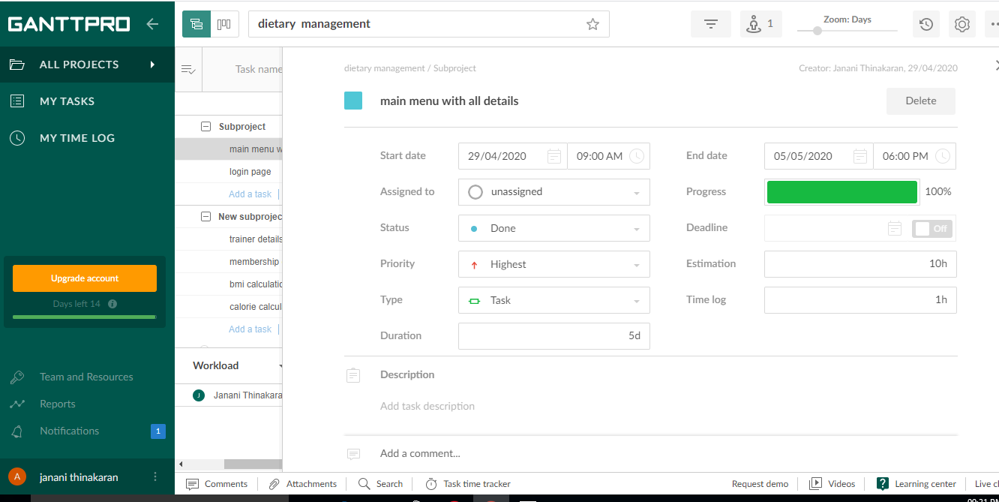 GANTTPRO
dietary management
1
Zoom: Days
ALL PROJECTS
MY TASKS
MY TIME LOG
Upgrade account
Days left 14
Team and Resources
Reports
Notifications
1
A
janani thinakaran
Task name
Subproject
main menu w
login page
Add a task
New subprojec
trainer details
membership
bmi calculatio
calorie calcul
Add a task
Workload
J
Janani Thinakara
dietary management / Subproject
Creator: Janani Thinakaran, 29/04/2020
main menu with all details
Delete
Start date
29/04/2020
09:00 AM
End date
05/05/2020
06:00 PM
Assigned to
unassigned
Progress
100%
Status
Done
Deadline
Off
Priority
Highest
Estimation
10h
Type
Task
Time log
1h
Duration
5d
Description
Add task description
Add a comment...
Comments
Attachments
Search
Task time tracker
Request demo
Videos
?
Learning center
Live c